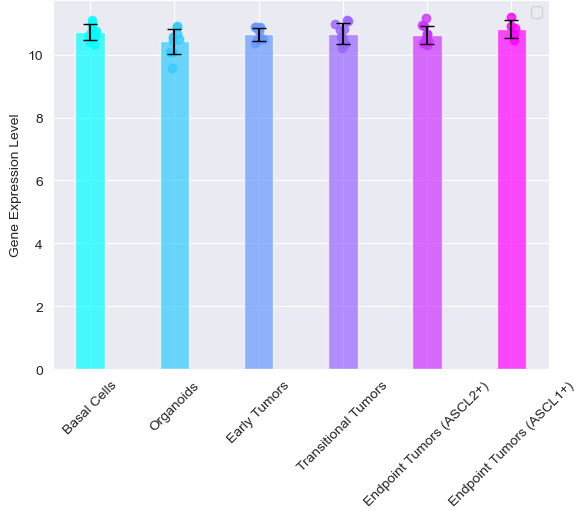 Gene Expression Level
10
8
6
4
2
0
Basal Cells
Organoids
Early Tumors
Transitional Tumors
Endpoint Tumors (ASCL2+)
Endpoint Tumors (ASCL1+)